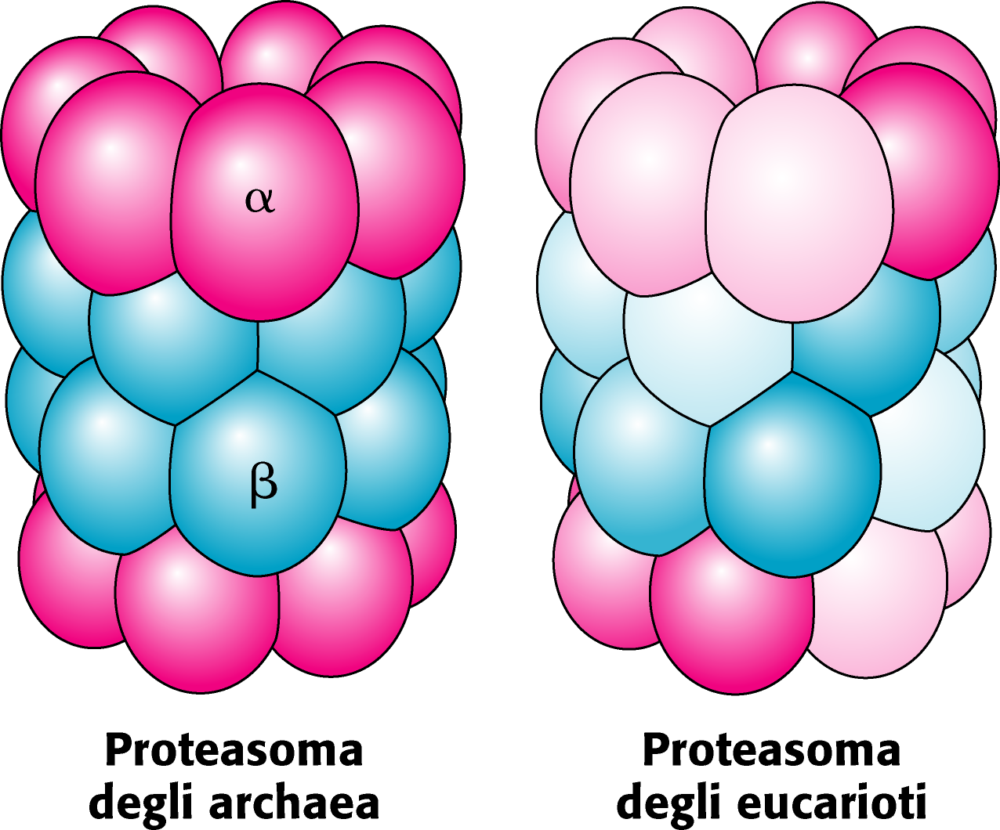 α
β
Proteasoma
degli archaea
Proteasoma
degli eucarioti